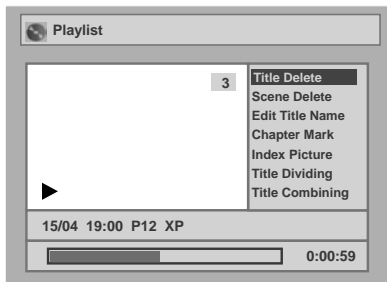 Playlist
3
Title Delete
Scene Delete
Edit Title Name
Chapter Mark
Index Picture
Title Dividing
Title Combining
15/04 19:00 P12 XP
0:00:59